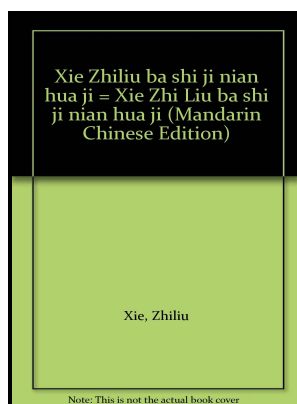 Xie Zhiliu ba shi ji nian
hua ji = Xie Zhi Liu ba shi
ji nian hua ji (Mandarin
Chinese Edition)
Xie, Zhiliu
Note: This is not the actual book cover